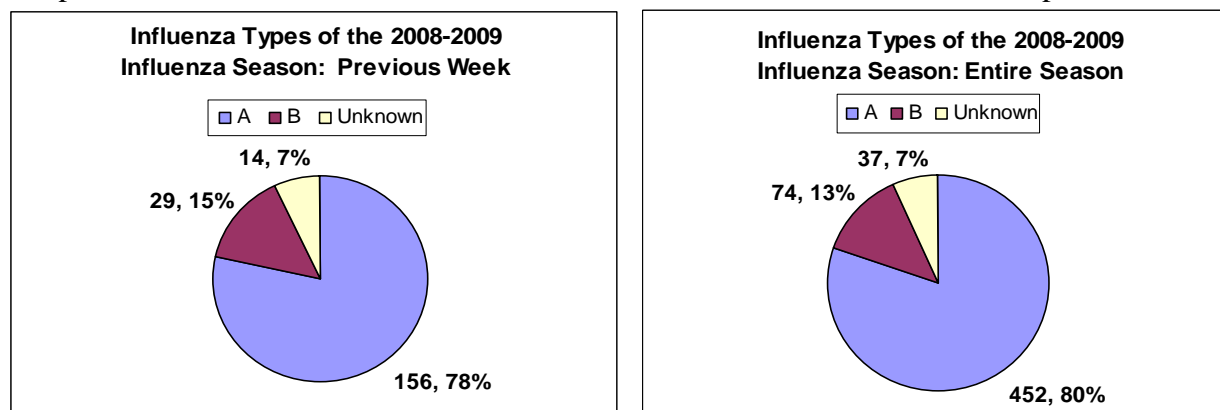 Influenza Types of the 2008-2009
Influenza Season:  Previous Week
A B Unknown
14, 7%
29, 15%
156, 78%
Influenza Types of the 2008-2009
Influenza Season: Entire Season
A B Unknown
37, 7%
74, 13%
452, 80%